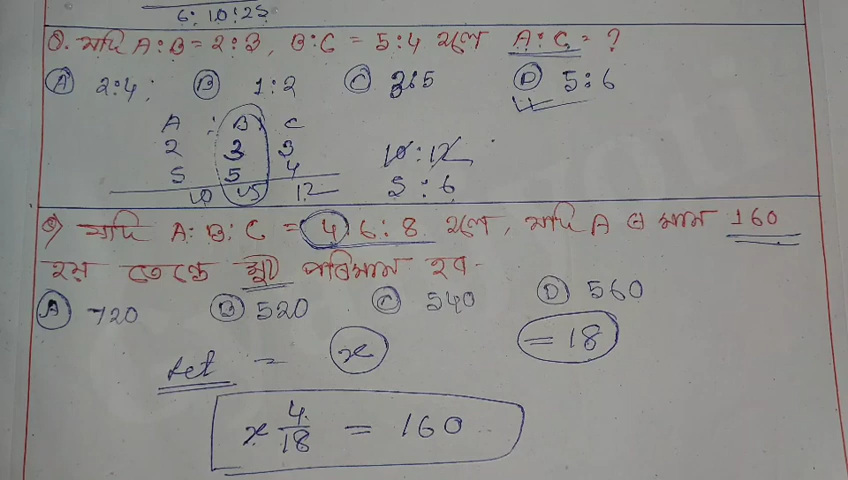 6:10:25
Q. যদি A:B=2:3, B:C=5:4 হলে A:C=?
A 2:4; B 1:2 C 3:5 D 5:6
A : B : C
2 3 3 10:12
5 5 4 5:6
10 15 12
যদি A:B:C = 4 6:8 হলে, যদি A ৰ মান 160
হয় তেন্তে মুঠ পৰিমান হব-
A 720 B 520 C 540 D 560
Let = x = 18
x 4/18 = 160